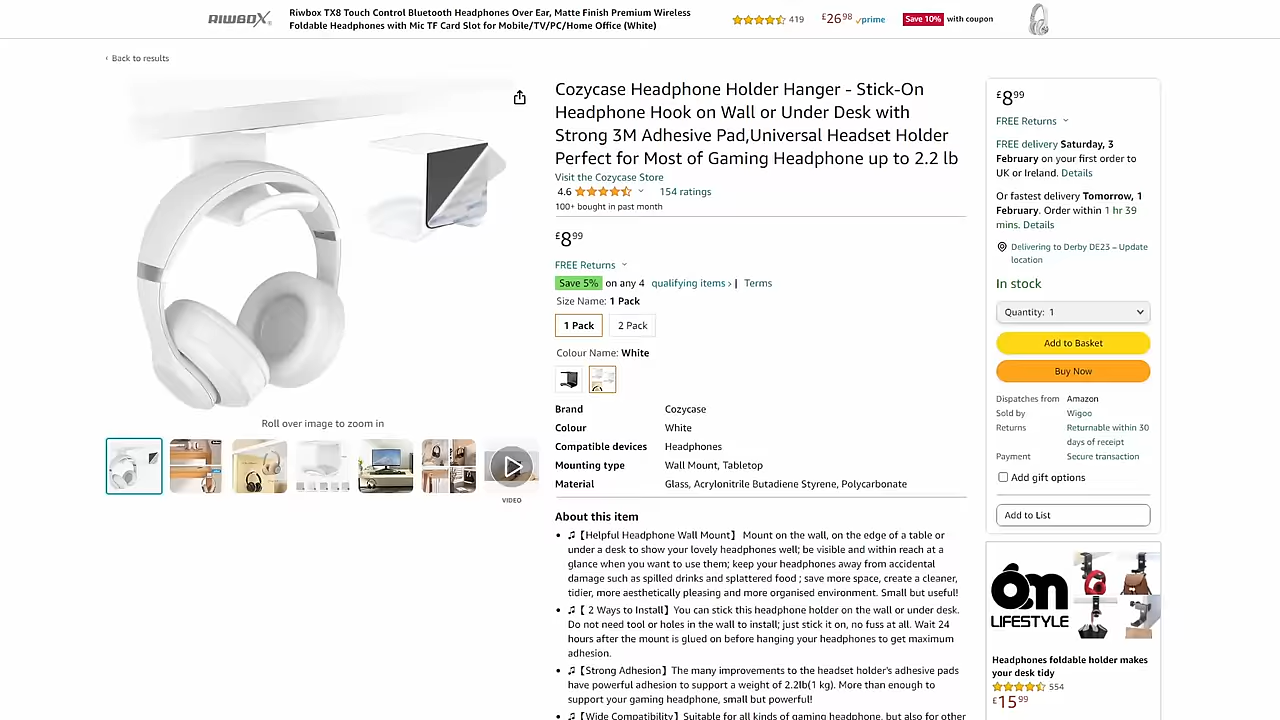 RIWBOX
Riwbox TX8 Touch Control Bluetooth Headphones Over Ear, Matte Finish Premium Wireless
Foldable Headphones with Mic TF Card Slot for Mobile/TV/PC/Home Office (White)
419
£26⁹⁸ prime
Save 10% with coupon
‹ Back to results
Cozycase Headphone Holder Hanger - Stick-On
Headphone Hook on Wall or Under Desk with
Strong 3M Adhesive Pad,Universal Headset Holder
Perfect for Most of Gaming Headphone up to 2.2 lb
Visit the Cozycase Store
4.6 154 ratings
100+ bought in past month
£8⁹⁹
FREE Returns
Save 5% on any 4 qualifying items › | Terms
Size Name: 1 Pack
1 Pack 2 Pack
Colour Name: White
Brand Cozycase
Colour White
Compatible devices Headphones
Mounting type Wall Mount, Tabletop
Material Glass, Acrylonitrile Butadiene Styrene, Polycarbonate
About this item
• ♫【Helpful Headphone Wall Mount】 Mount on the wall, on the edge of a table or
under a desk to show your lovely headphones well; be visible and within reach at a
glance when you want to use them; keep your headphones away from accidental
damage such as spilled drinks and splattered food ; save more space, create a cleaner,
tidier, more aesthetically pleasing and more organised environment. Small but useful!
• ♫【 2 Ways to Install】You can stick this headphone holder on the wall or under desk.
Do not need tool or holes in the wall to install; just stick it on, no fuss at all. Wait 24
hours after the mount is glued on before hanging your headphones to get maximum
adhesion.
• ♫【Strong Adhesion】The many improvements to the headset holder's adhesive pads
have powerful adhesion to support a weight of 2.2lb(1 kg). More than enough to
support your gaming headphone, small but powerful!
• ♫【Wide Compatibility】Suitable for all kinds of gaming headphone, but also for other
Roll over image to zoom in
VIDEO
£8⁹⁹
FREE Returns
FREE delivery Saturday, 3
February on your first order to
UK or Ireland. Details
Or fastest delivery Tomorrow, 1
February. Order within 1 hr 39
mins. Details
Delivering to Derby DE23 – Update
location
In stock
Quantity: 1
Add to Basket
Buy Now
Dispatches from Amazon
Sold by Wigoo
Returns Returnable within 30
days of receipt
Payment Secure transaction
Add gift options
Add to List
óm
LIFESTYLE
Headphones foldable holder makes
your desk tidy
554
£15⁹⁹